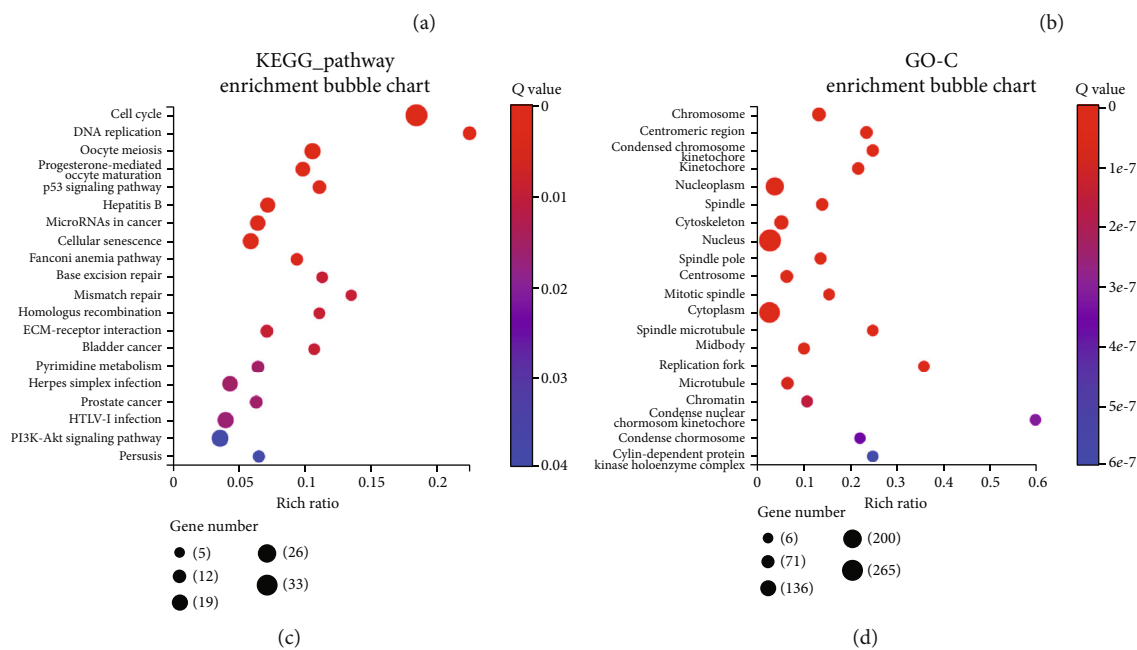 (a)
(b)
KEGG_pathway
enrichment bubble chart
Q value
Cell cycle
DNA replication
Oocyte meiosis
Progesterone-mediated
occyte maturation
p53 signaling pathway
Hepatitis B
MicroRNAs in cancer
Cellular senescence
Fanconi anemia pathway
Base excision repair
Mismatch repair
Homologus recombination
ECM-receptor interaction
Bladder cancer
Pyrimidine metabolism
Herpes simplex infection
Prostate cancer
HTLV-I infection
PI3K-Akt signaling pathway
Persusis
0
0.01
0.02
0.03
0.04
0 0.05 0.1 0.15 0.2
Rich ratio
Gene number
(5)
(12)
(19)
(26)
(33)
(c)
GO-C
enrichment bubble chart
Q value
Chromosome
Centromeric region
Condensed chromosome
kinetochore
Kinetochore
Nucleoplasm
Spindle
Cytoskeleton
Nucleus
Spindle pole
Centrosome
Mitotic spindle
Cytoplasm
Spindle microtubule
Midbody
Replication fork
Microtubule
Chromatin
Condense nuclear
chormosom kinetochore
Condense chormosome
Cylin-dependent protein
kinase holoenzyme complex
0
1e-7
2e-7
3e-7
4e-7
5e-7
6e-7
0 0.1 0.2 0.3 0.4 0.5 0.6
Rich ratio
Gene number
(6)
(71)
(136)
(200)
(265)
(d)